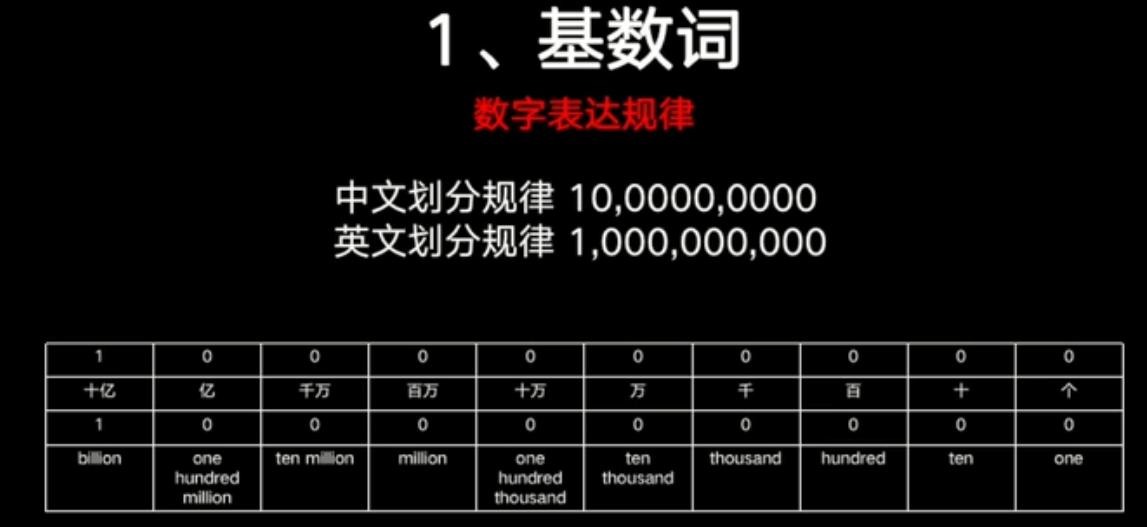 1、基数词
数字表达规律
中文划分规律 10,0000,0000
英文划分规律 1,000,000,000
1 0 0 0 0 0 0 0 0 0
十亿 亿 千万 百万 十万 万 千 百 十 个
1 0 0 0 0 0 0 0 0 0
billion one hundred million ten million million one hundred thousand ten thousand thousand hundred ten one